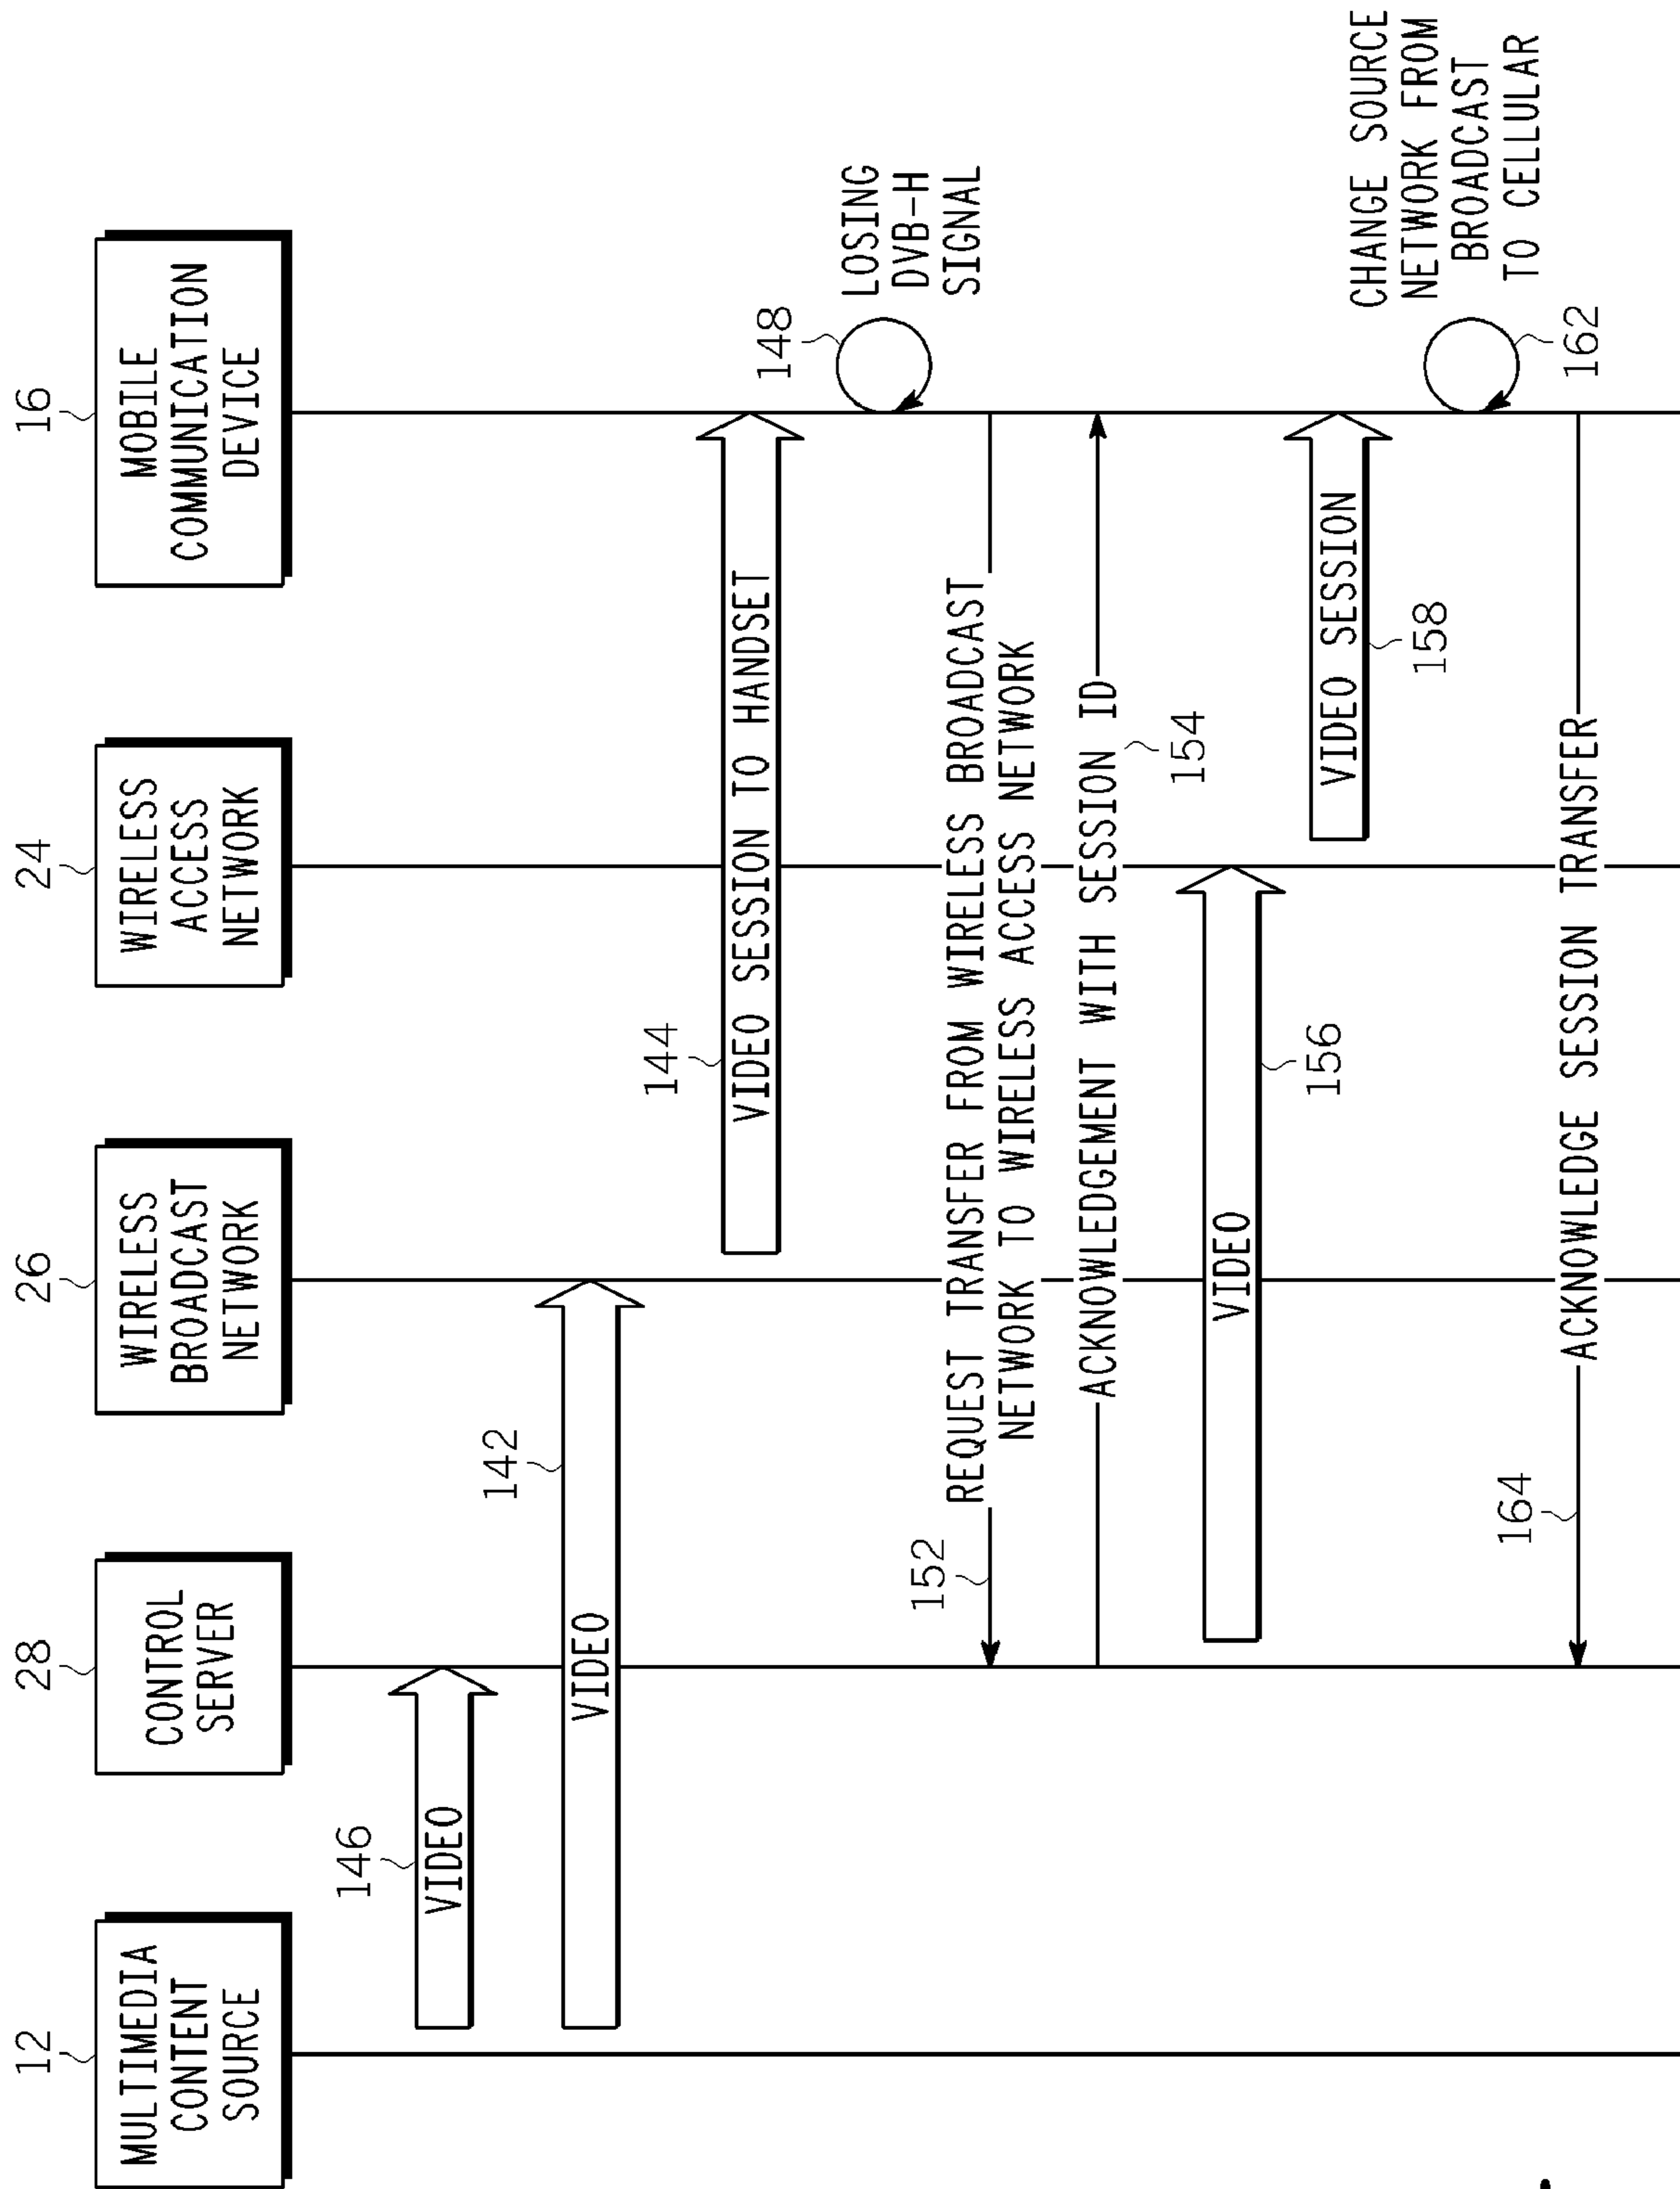 12
MULTIMEDIA
CONTENT
SOURCE
28
CONTROL
SERVER
26
WIRELESS
BROADCAST
NETWORK
24
WIRELESS
ACCESS
NETWORK
16
MOBILE
COMMUNICATION
DEVICE
146
VIDEO
142
VIDEO
144
VIDEO SESSION TO HANDSET
148
LOSING
DVB-H
SIGNAL
152
REQUEST TRANSFER FROM WIRELESS BROADCAST
NETWORK TO WIRELESS ACCESS NETWORK
ACKNOWLEDGEMENT WITH SESSION ID
154
VIDEO
156
VIDEO SESSION
158
CHANGE SOURCE
NETWORK FROM
BROADCAST
TO CELLULAR
162
164
ACKNOWLEDGE SESSION TRANSFER